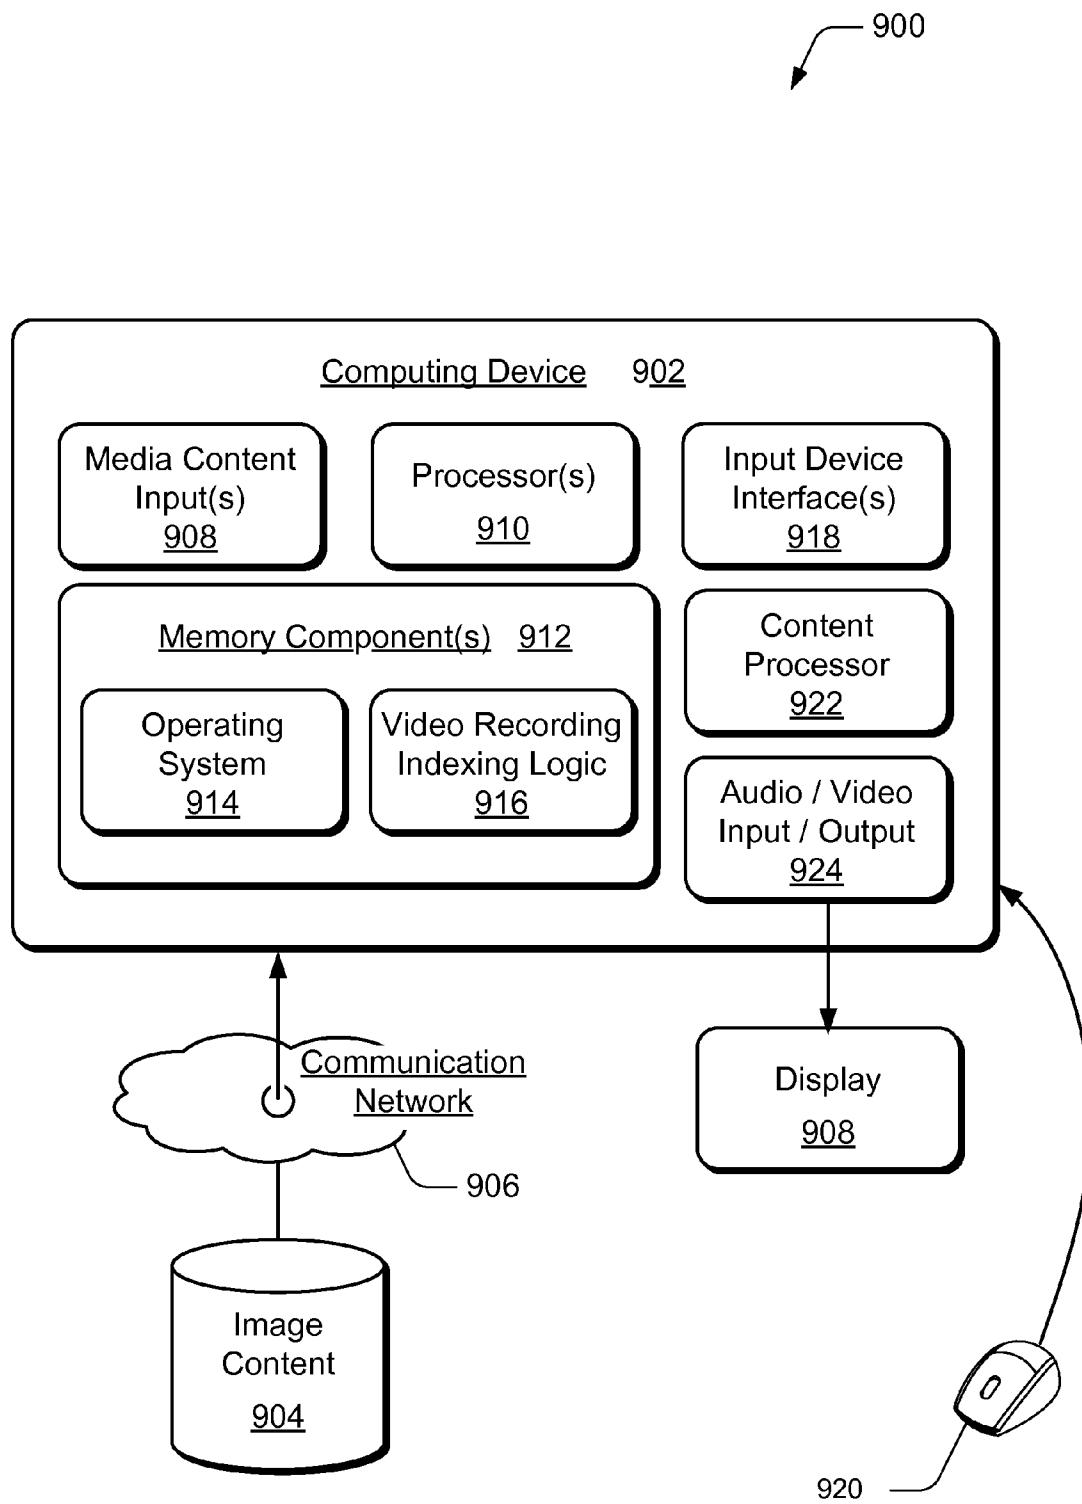 900
Computing Device 902
Media Content
Input(s)
908
Processor(s)
910
Input Device
Interface(s)
918
Memory Component(s) 912
Operating
System
914
Video Recording
Indexing Logic
916
Content
Processor
922
Audio / Video
Input / Output
924
Communication
Network
906
Display
908
Image
Content
904
920